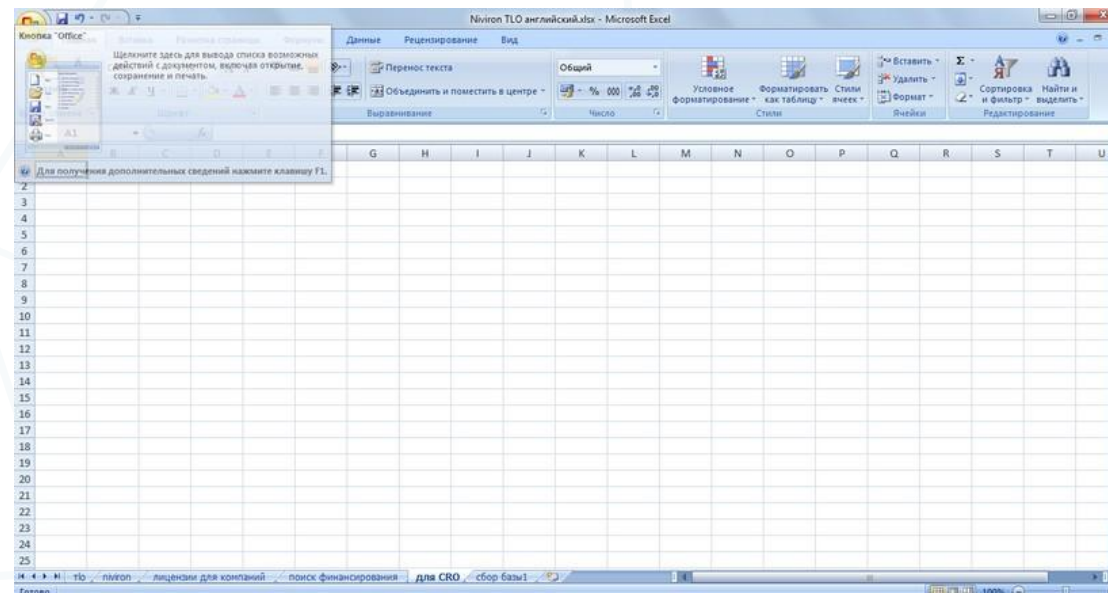 Niviron TLO английский.xlsx - Microsoft Excel
Кнопка "Office"
Щелкните здесь для вывода списка возможных
действий с документом, включая открытие,
сохранение и печать.
Для получения дополнительных сведений нажмите клавишу F1.
Данные Рецензирование Вид
Перенос текста
Объединить и поместить в центре
Выравнивание
Общий
% 000
Число
Условное
форматирование
Форматировать
как таблицу
Стили
ячеек
Стили
Вставить
Удалить
Формат
Ячейки
Σ
Сортировка
и фильтр
Найти и
выделить
Редактирование
A1
G H I J K L M N O P Q R S T U
2
3
4
5
6
7
8
9
10
11
12
13
14
15
16
17
18
19
20
21
22
23
24
25
tlo niviron лицензии для компаний поиск финансирования для CRO сбор базы1
Готово 100%